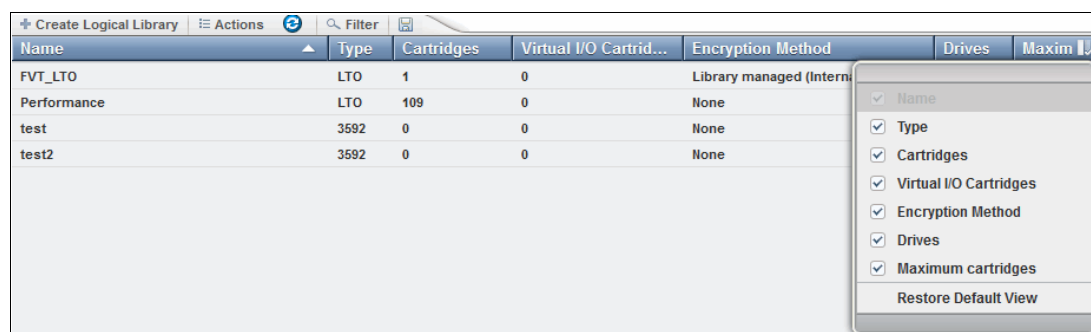 Create Logical Library Actions Filter
Name Type Cartridges Virtual I/O Cartrid... Encryption Method Drives Maxim
FVT_LTO LTO 1 0 Library managed (Interna
Performance LTO 109 0 None
test 3592 0 0 None
test2 3592 0 0 None
Name
Type
Cartridges
Virtual I/O Cartridges
Encryption Method
Drives
Maximum cartridges
Restore Default View